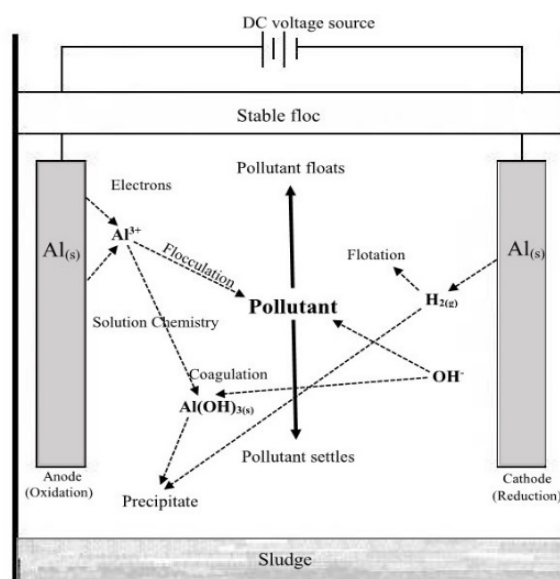 DC voltage source
Stable floc
Pollutant floats
Electrons
Al(s)
Al³⁺
Flocculation
Flotation
Al(s)
H₂(g)
Pollutant
Solution Chemistry
Coagulation
OH⁻
Al(OH)₃(s)
Pollutant settles
Anode
(Oxidation)
Cathode
(Reduction)
Precipitate
Sludge